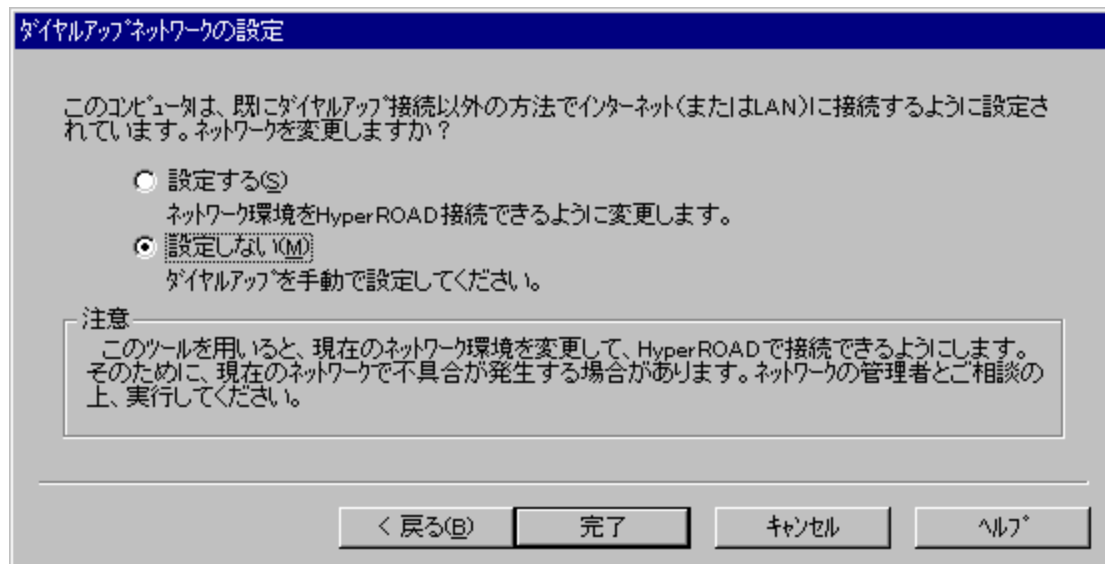 ﾀﾞｲﾔﾙｱｯﾌﾟﾈｯﾄﾜｰｸの設定
このｺﾝﾋﾟｭｰﾀは、既にﾀﾞｲﾔﾙｱｯﾌﾟ接続以外の方法でｲﾝﾀｰﾈｯﾄ(またはLAN)に接続するように設定さ
れています。ﾈｯﾄﾜｰｸを変更しますか？
設定する(S)
ﾈｯﾄﾜｰｸ環境をHyperROAD接続できるように変更します。
設定しない(M)
ﾀﾞｲﾔﾙｱｯﾌﾟを手動で設定してください。
注意
このﾂｰﾙを用いると、現在のﾈｯﾄﾜｰｸ環境を変更して、HyperROADで接続できるようにします。
そのために、現在のﾈｯﾄﾜｰｸで不具合が発生する場合があります。ﾈｯﾄﾜｰｸの管理者とご相談の
上、実行してください。
< 戻る(B)
完了
ｷｬﾝｾﾙ
ﾍﾙﾌﾟ